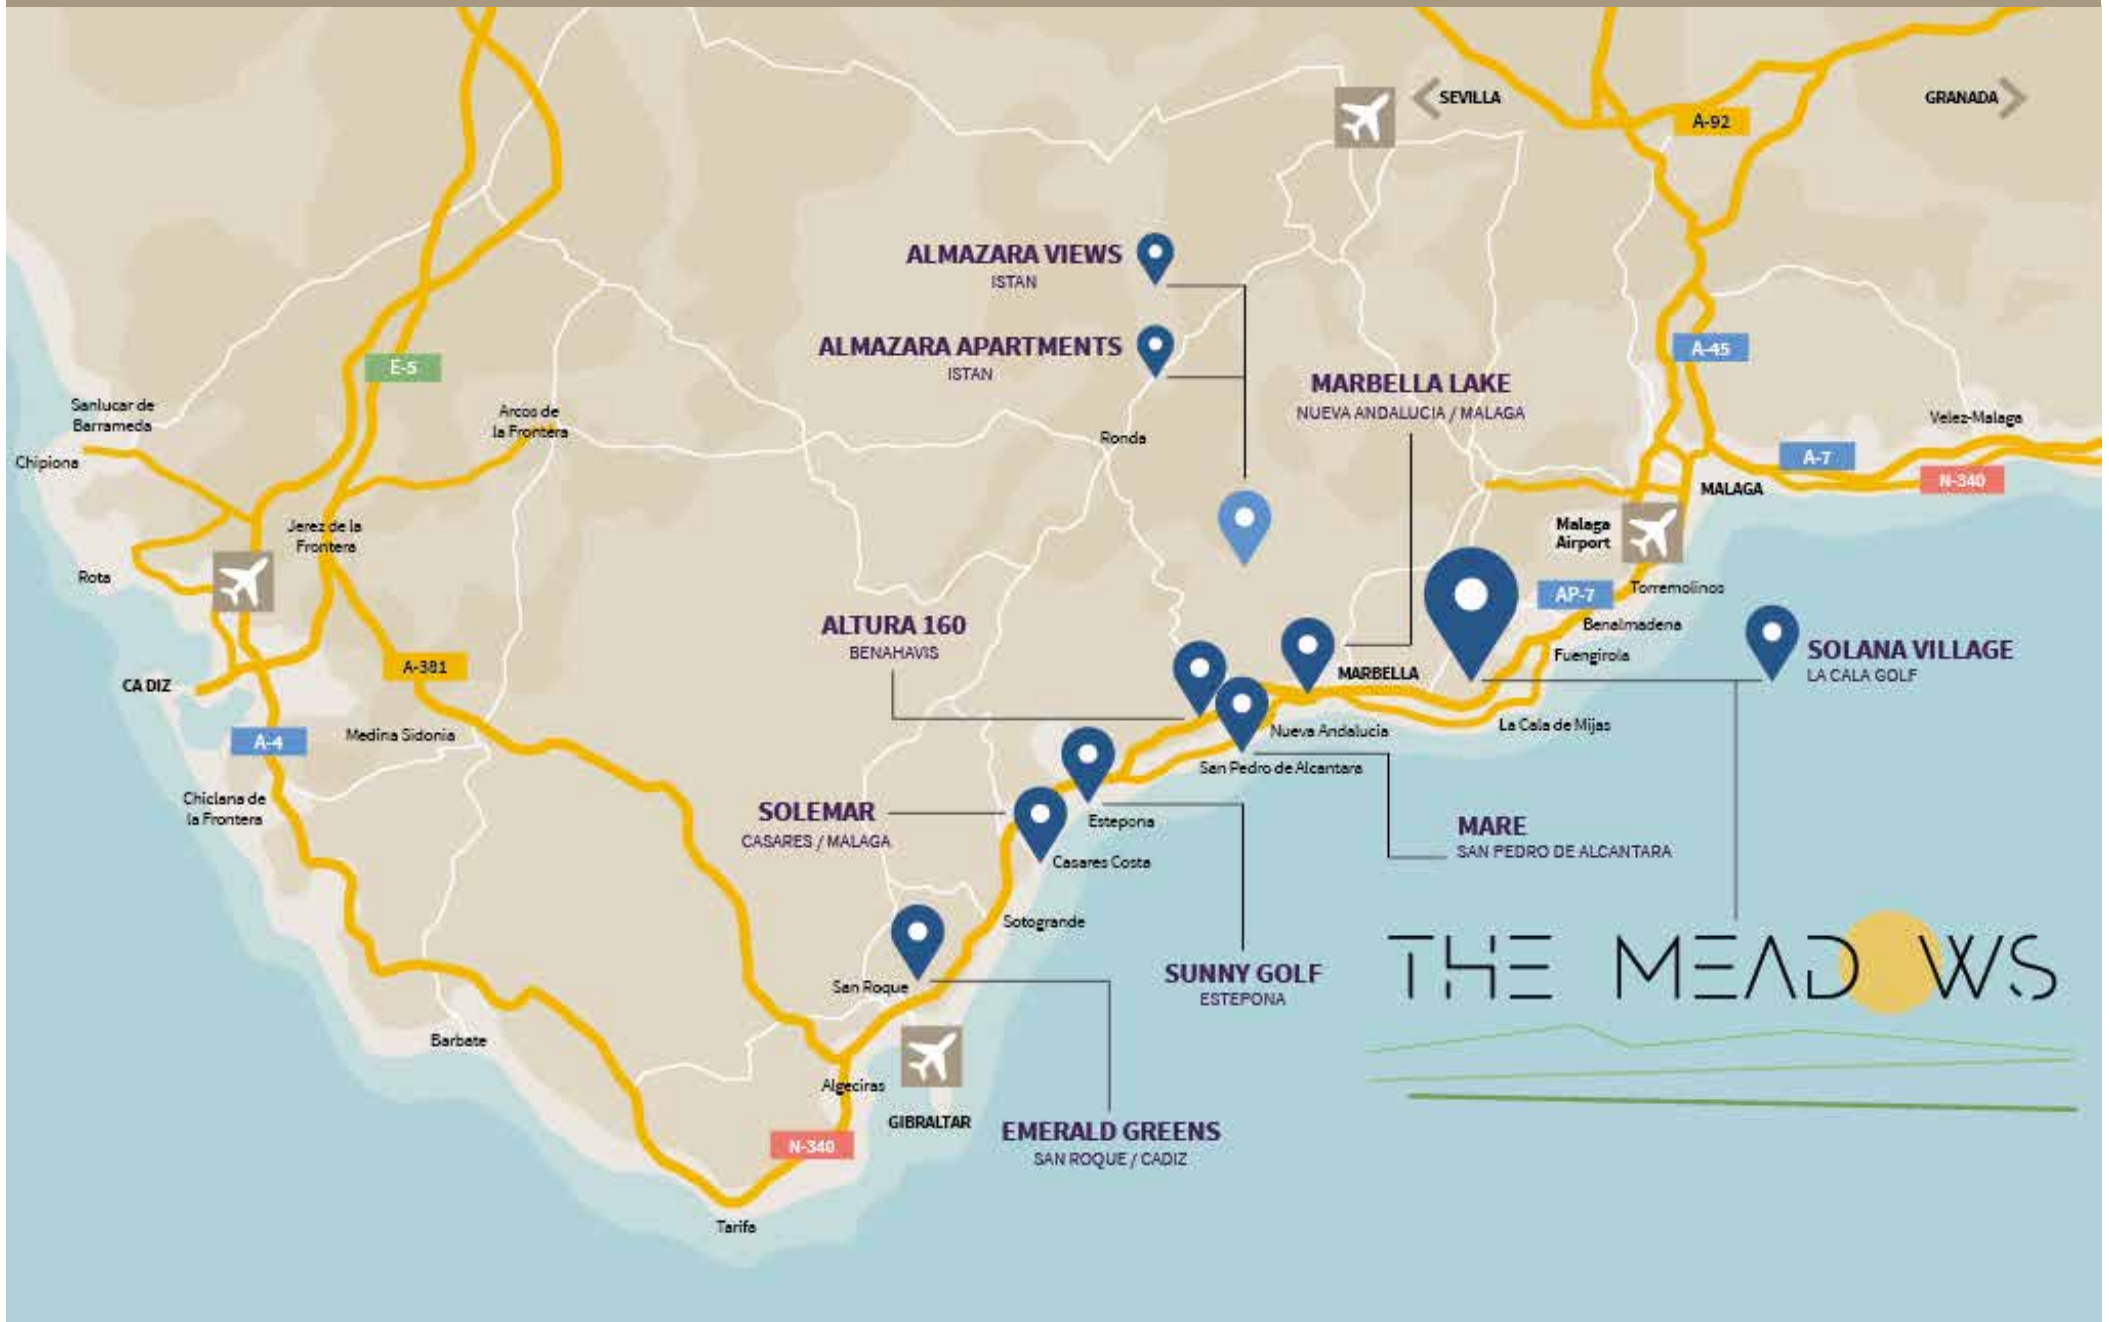 SEVILLA
GRANADA
A-92
ALMAZARA VIEWS
ISTAN
ALMAZARA APARTMENTS
ISTAN
A-45
E-5
MARBELLA LAKE
NUEVA ANDALUCIA / MALAGA
Sanlucar de
Barrameda
Arcos de
la Frontera
Velez-Malaga
Ronda
Chipiona
A-7
N-340
MALAGA
Jerez de la
Frontera
Malaga
Airport
Rota
AP-7
Torremolinos
ALTURA 160
BENAHAVIS
Benalmadena
Fuengirola
SOLANA VILLAGE
LA CALA GOLF
A-381
MARBELLA
CA DIZ
La Cala de Mijas
Nueva Andalucia
Medina Sidonia
A-4
San Pedro de Alcantara
Chiclana de
la Frontera
SOLEMAR
CASARES / MALAGA
Estepona
MARE
SAN PEDRO DE ALCANTARA
Casares Costa
Sotogrande
THE MEADOWS
SUNNY GOLF
ESTEPONA
San Roque
Barbate
Algeciras
GIBRALTAR
EMERALD GREENS
SAN ROQUE / CADIZ
N-340
Tarifa